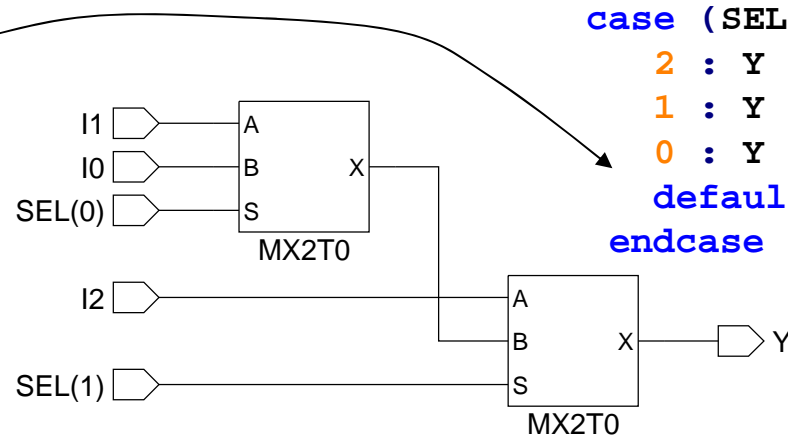 case (SEL
2 : Y
1 : Y
0 : Y
defaul
endcase
I1
I0
SEL(0)
A
B
S
X
MX2T0
I2
SEL(1)
A
B
S
X
Y
MX2T0